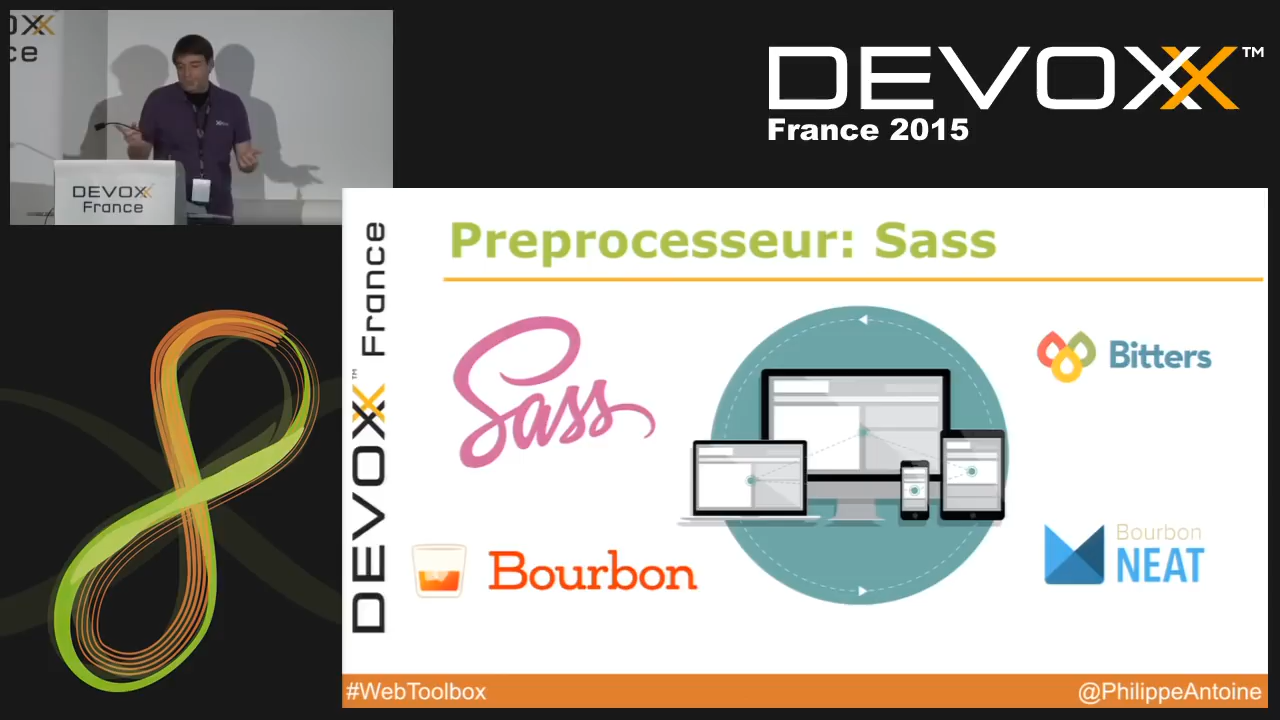 DEVOXX™
France 2015
DEVOXX
France
Preprocesseur: Sass
DEVOXX™ France
Sass
Bitters
Bourbon
Bourbon
NEAT
#WebToolbox
@PhilippeAntoine